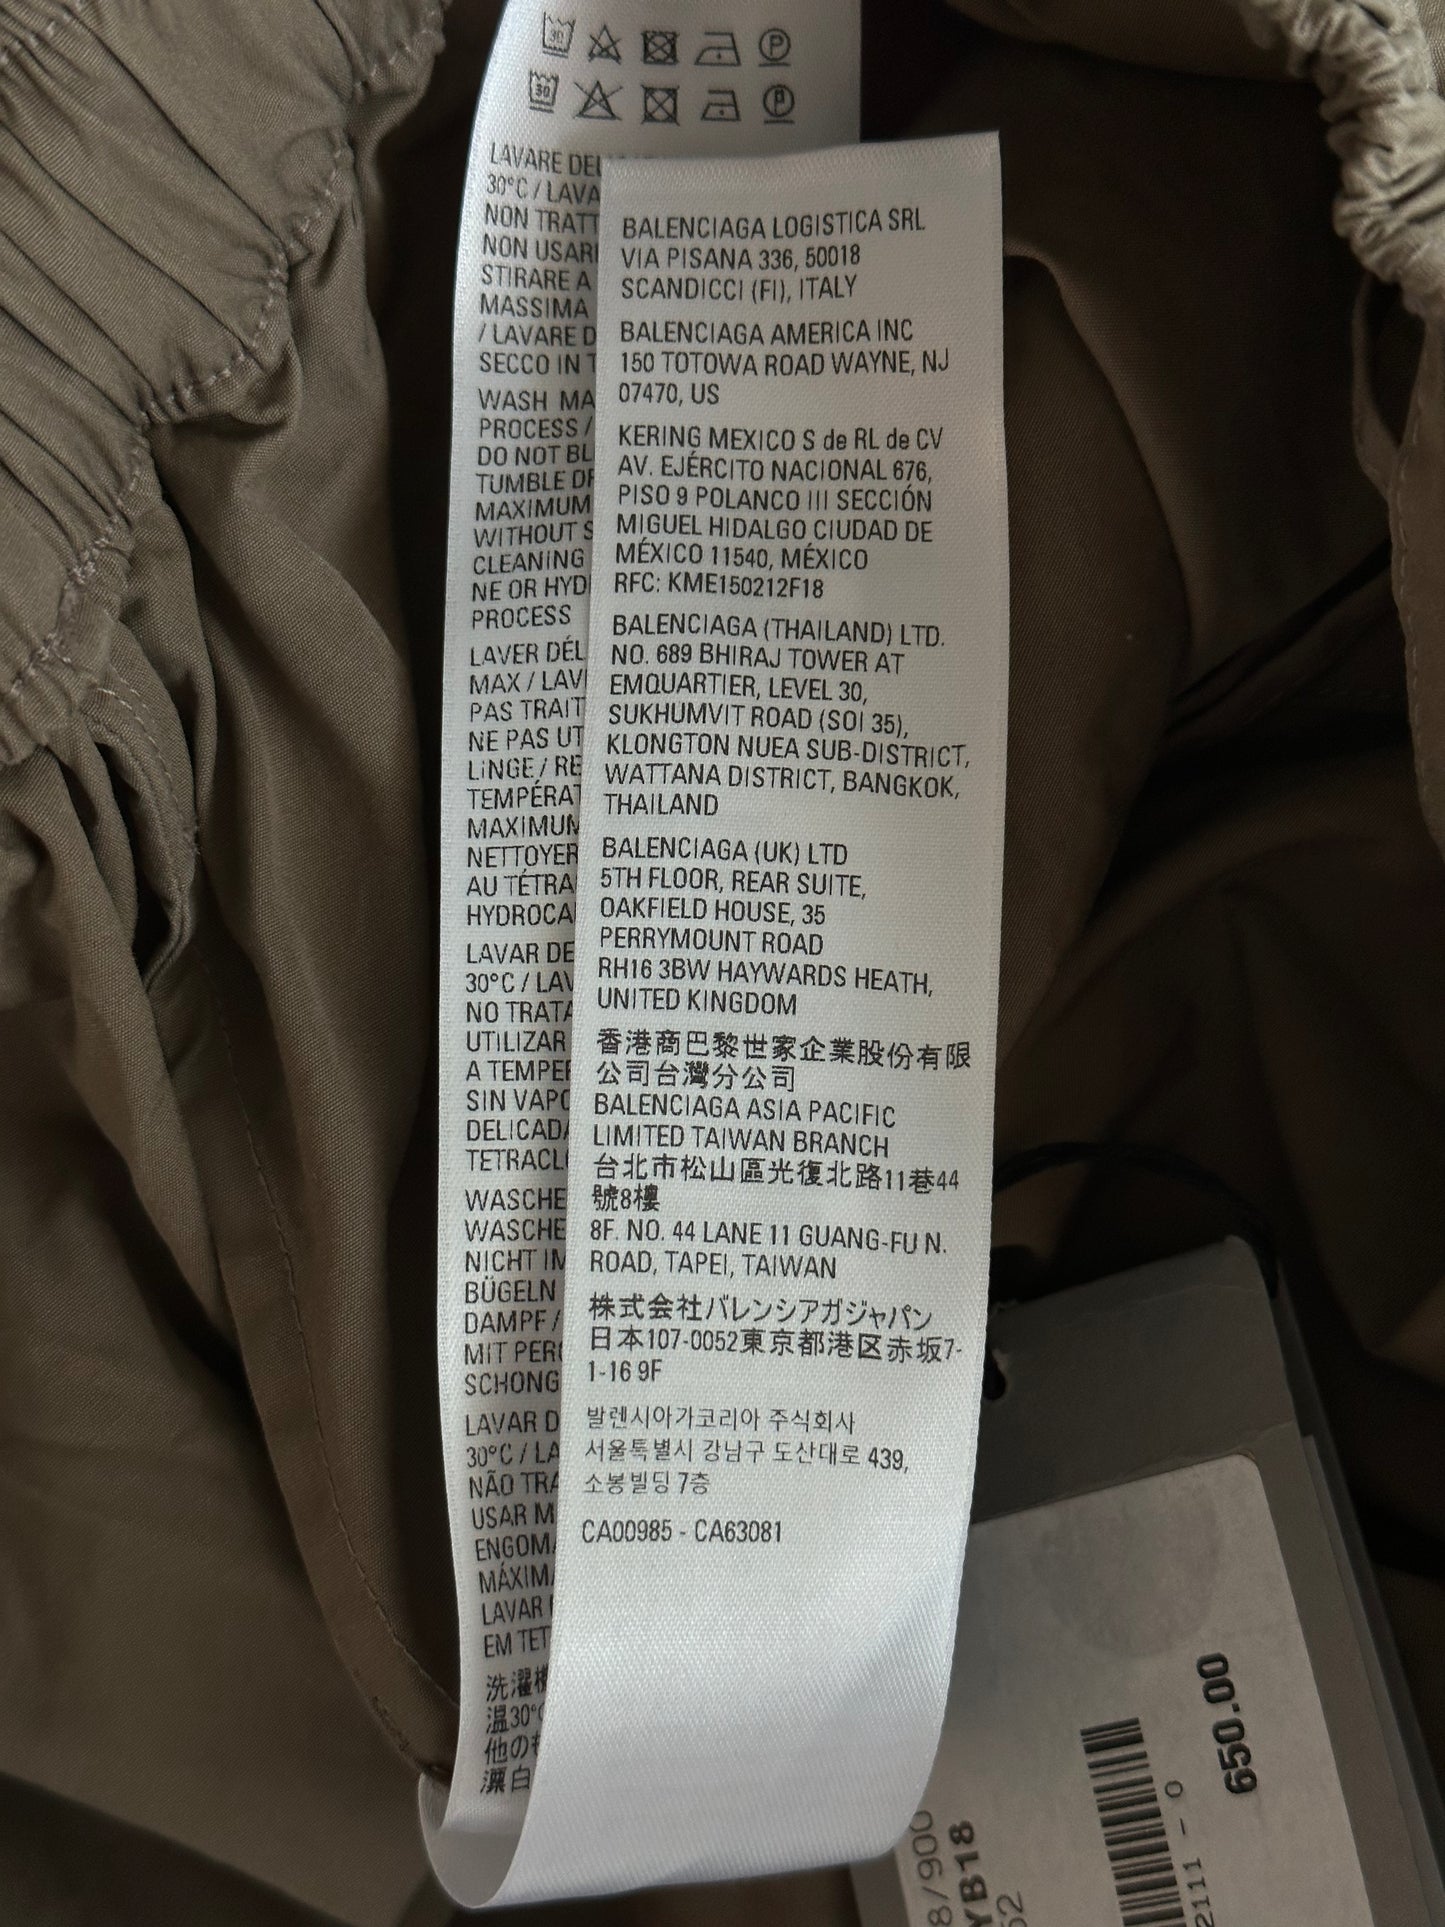 30
30
LAVARE DEL
30°C / LAVA
NON TRATT
NON USARE
STIRARE A
MASSIMA
/ LAVARE D
SECCO IN T
WASH MA
PROCESS /
DO NOT BL
TUMBLE DR
MAXIMUM
WITHOUT S
CLEANING
NE OR HYD
PROCESS
LAVER DÉL
MAX / LAV
PAS TRAIT
NE PAS UT
LINGE / RE
TEMPÉRAT
MAXIMUM
NETTOYER
AU TÉTRA
HYDROCA
LAVAR DE
30°C / LAV
NO TRATA
UTILIZAR
A TEMPER
SIN VAPO
DELICADA
TETRACL
WASCHE
WASCHE
NICHT IM
BÜGELN
DAMPF /
MIT PERC
SCHONG
LAVAR D
30°C / LA
NÃO TRA
USAR M
ENGOMA
MÁXIMA
LAVAR
EM TET
洗濯機
温30°C
他のも
漂白
BALENCIAGA LOGISTICA SRL
VIA PISANA 336, 50018
SCANDICCI (FI), ITALY
BALENCIAGA AMERICA INC
150 TOTOWA ROAD WAYNE, NJ
07470, US
KERING MEXICO S de RL de CV
AV. EJÉRCITO NACIONAL 676,
PISO 9 POLANCO III SECCIÓN
MIGUEL HIDALGO CIUDAD DE
MÉXICO 11540, MÉXICO
RFC: KME150212F18
BALENCIAGA (THAILAND) LTD.
NO. 689 BHIRAJ TOWER AT
EMQUARTIER, LEVEL 30,
SUKHUMVIT ROAD (SOI 35),
KLONGTON NUEA SUB-DISTRICT,
WATTANA DISTRICT, BANGKOK,
THAILAND
BALENCIAGA (UK) LTD
5TH FLOOR, REAR SUITE,
OAKFIELD HOUSE, 35
PERRYMOUNT ROAD
RH16 3BW HAYWARDS HEATH,
UNITED KINGDOM
香港商巴黎世家企業股份有限
公司台灣分公司
BALENCIAGA ASIA PACIFIC
LIMITED TAIWAN BRANCH
台北市松山區光復北路11巷44
號8樓
8F. NO. 44 LANE 11 GUANG-FU N.
ROAD, TAPEI, TAIWAN
株式会社バレンシアガジャパン
日本107-0052東京都港区赤坂7-
1-16 9F
발렌시아가코리아 주식회사
서울특별시 강남구 도산대로 439,
소봉빌딩 7층
CA00985 - CA63081
650.00
2111 - 0
8/900
YB18
52